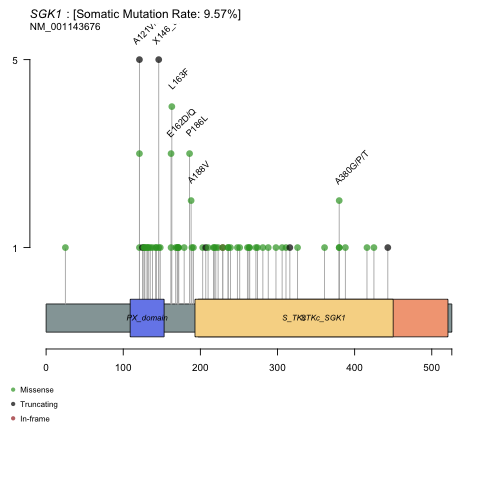 SGK1 : [Somatic Mutation Rate: 9.57%]
NM_001143676
A121V
X146_
5
L163F
E162D/Q
P186L
A188V
A380G/P/T
1
PX_domain
STKc_SGK1
0
100
200
300
400
500
Missense
Truncating
In-frame